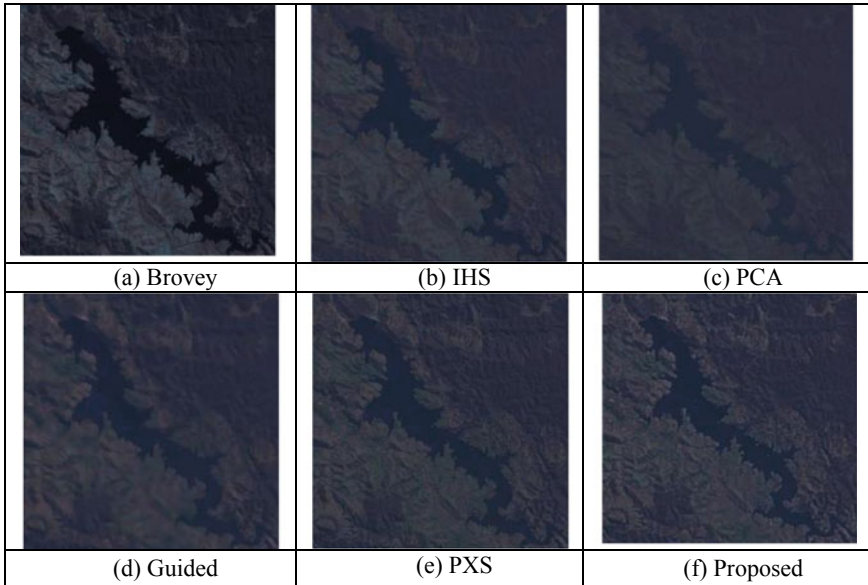 (a) Brovey
(b) IHS
(c) PCA
(d) Guided
(e) PXS
(f) Proposed